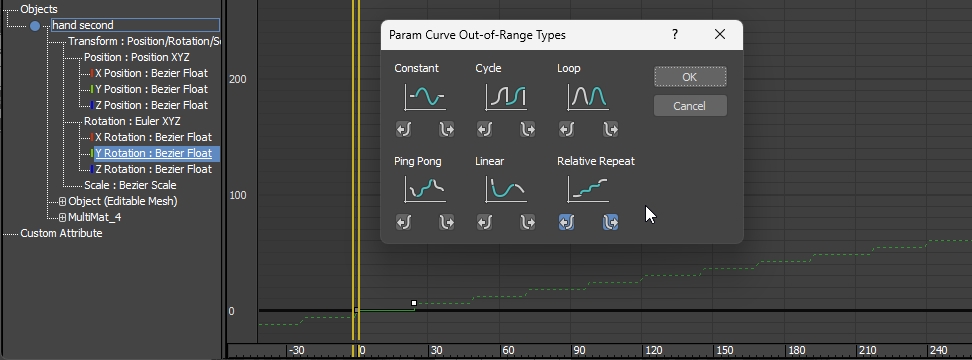 Objects
hand second
Transform : Position/Rotation/S
Position : Position XYZ
X Position : Bezier Float
Y Position : Bezier Float
Z Position : Bezier Float
Rotation : Euler XYZ
X Rotation : Bezier Float
Y Rotation : Bezier Float
Z Rotation : Bezier Float
Scale : Bezier Scale
Object (Editable Mesh)
MultiMat_4
Custom Attribute
200
100
0
Param Curve Out-of-Range Types
?
Constant Cycle Loop
OK
Cancel
Ping Pong Linear Relative Repeat
-30 0 30 60 90 120 150 180 210 240